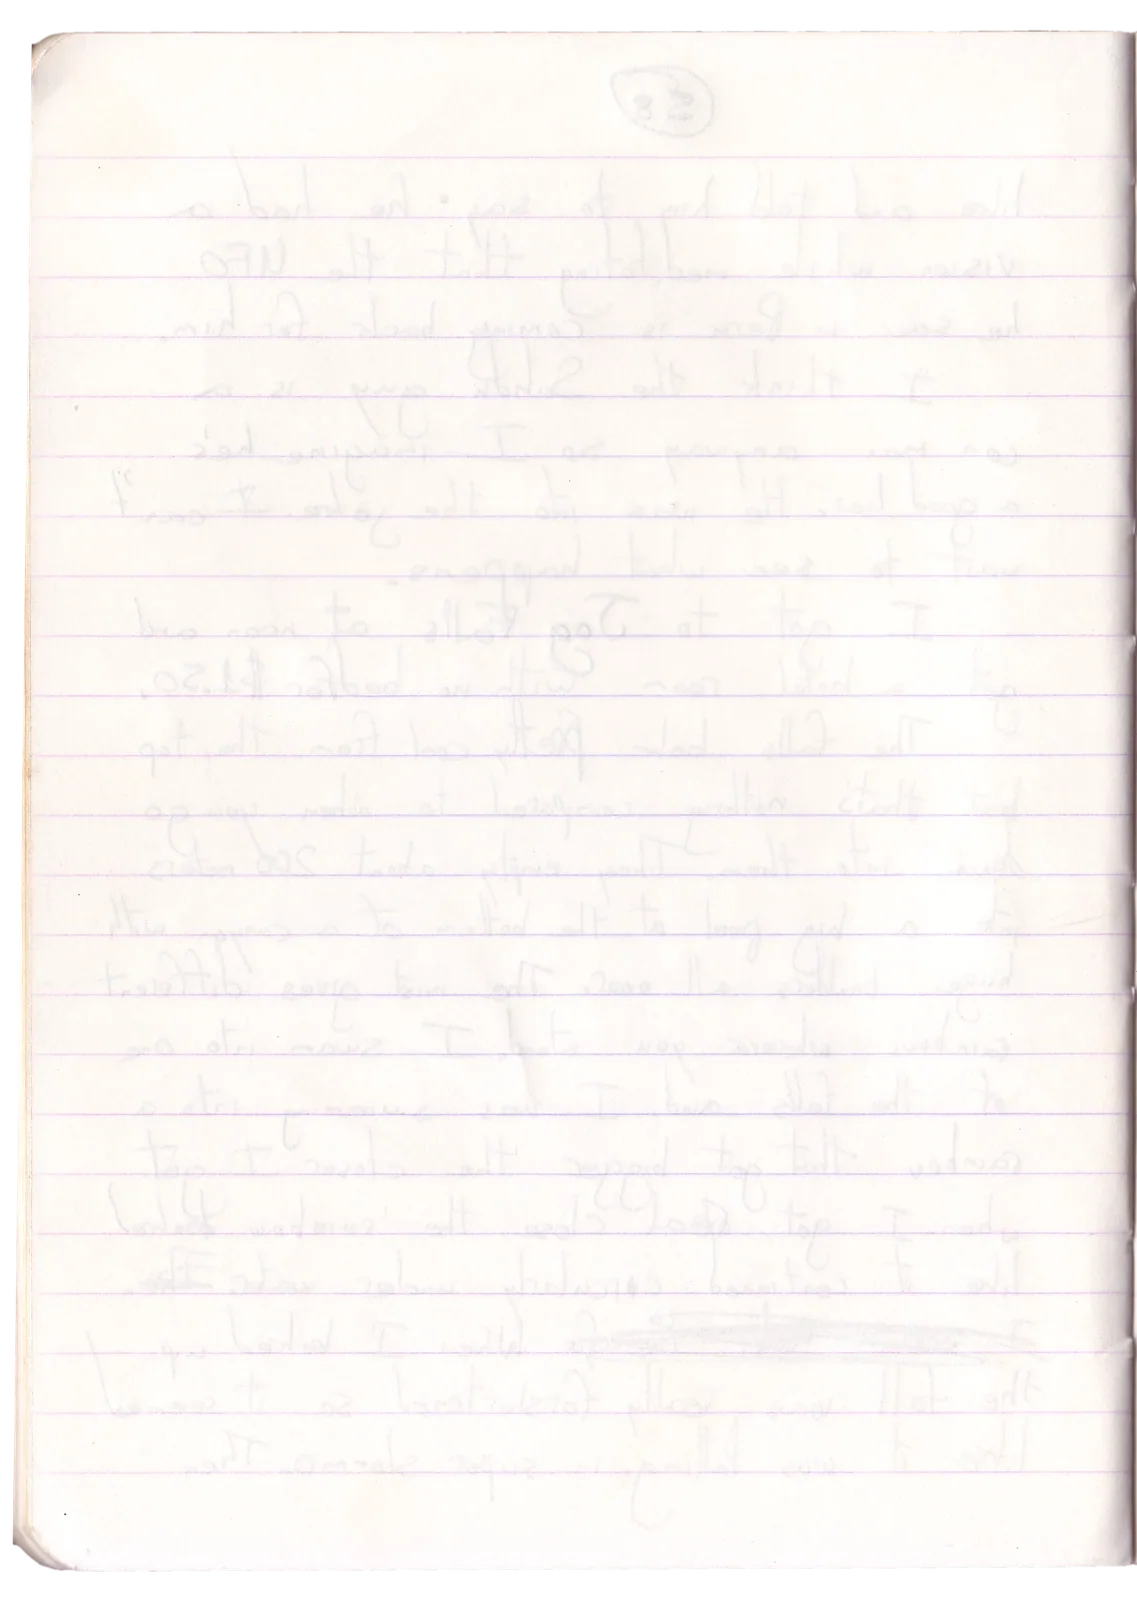 58
him and told him to say he had a
vision while meditating that the UFO
he saw in is coming back for him.
I think the guy is a
con man anyway so I imagine he's
a good liar. He was into the joke. I can't
wait to see what happens.
I got to Jog Falls at noon and
got a hotel room with no bed for $1.50.
The falls look pretty cool from the top
but that's nothing compared to when you go
down into them. They empty about 200 meters
into a big pool at the bottom of a canyon with
huge boulders all over. The mist gives different
rainbows wherever you stand. I swam into one
of the falls and I was swimming into a
rainbow that got bigger the closer I got.
When I got real close the rainbow looked
like it continued circularly under water. The
When I looked up
the fall was really foreshortened so it seemed
like it was falling in super slowmo. Then